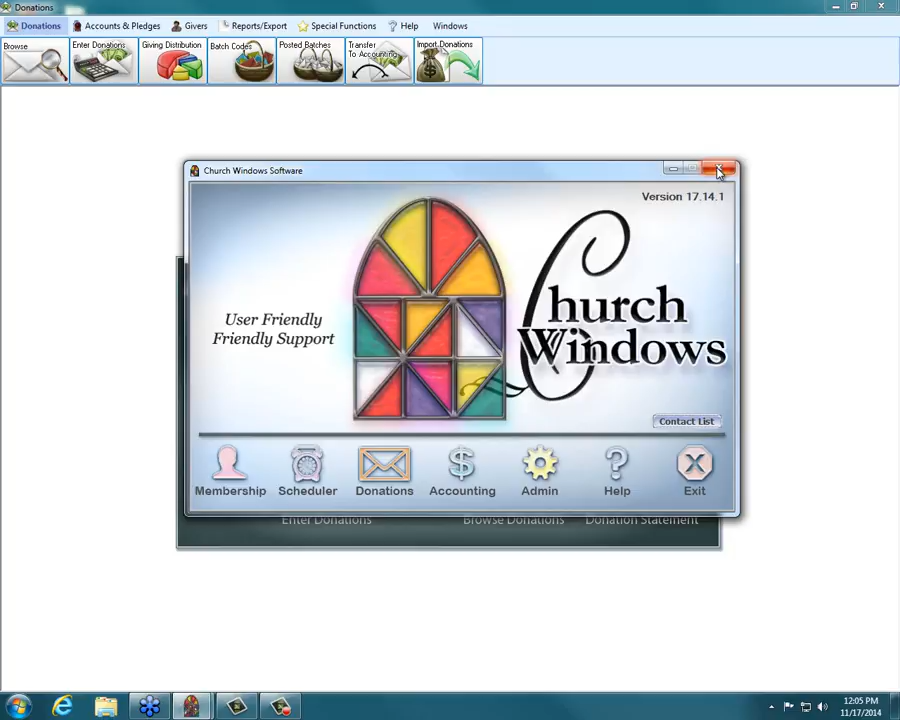 Donations
Donations Accounts & Pledges Givers Reports/Export Special Functions Help Windows
Browse Enter Donations Giving Distribution Batch Codes Posted Batches Transfer To Accounting Import Donations
Church Windows Software
Version 17.14.1
User Friendly
Friendly Support
Church
Windows
Contact List
Membership Scheduler Donations Accounting Admin Help Exit
Enter Donations Browse Donations Donation Statement
12:05 PM
11/17/2014